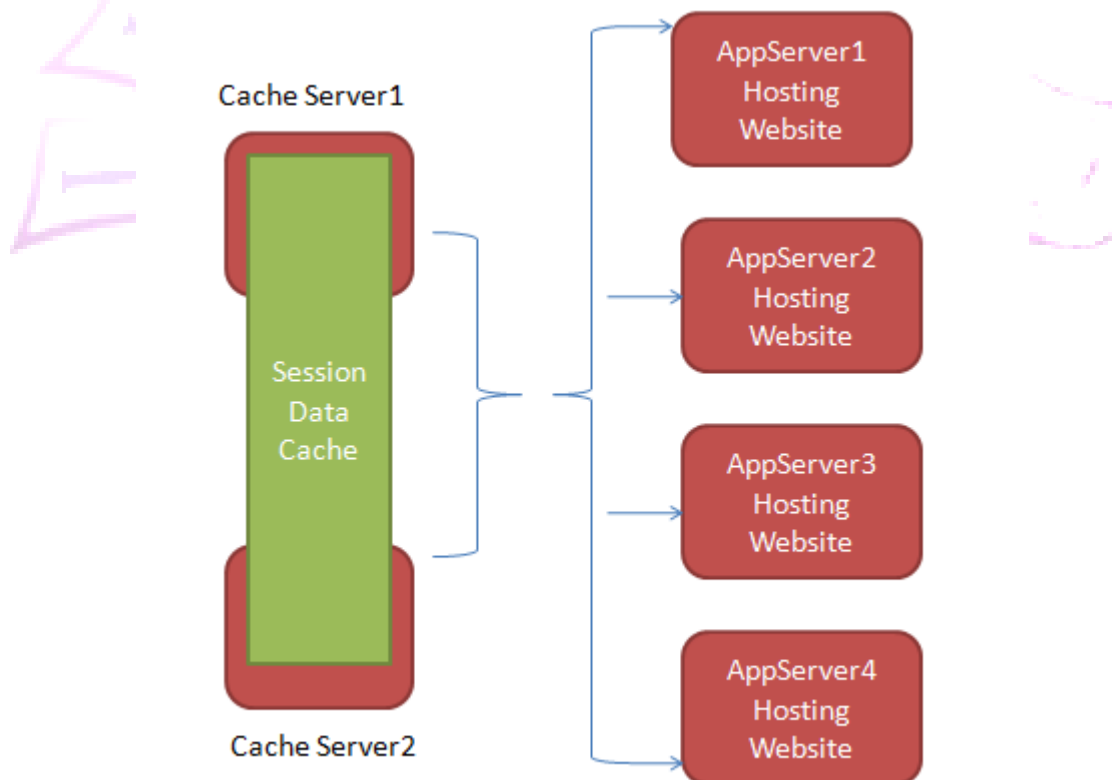 Cache Server1
Session
Data
Cache
Cache Server2
AppServer1
Hosting
Website
AppServer2
Hosting
Website
AppServer3
Hosting
Website
AppServer4
Hosting
Website